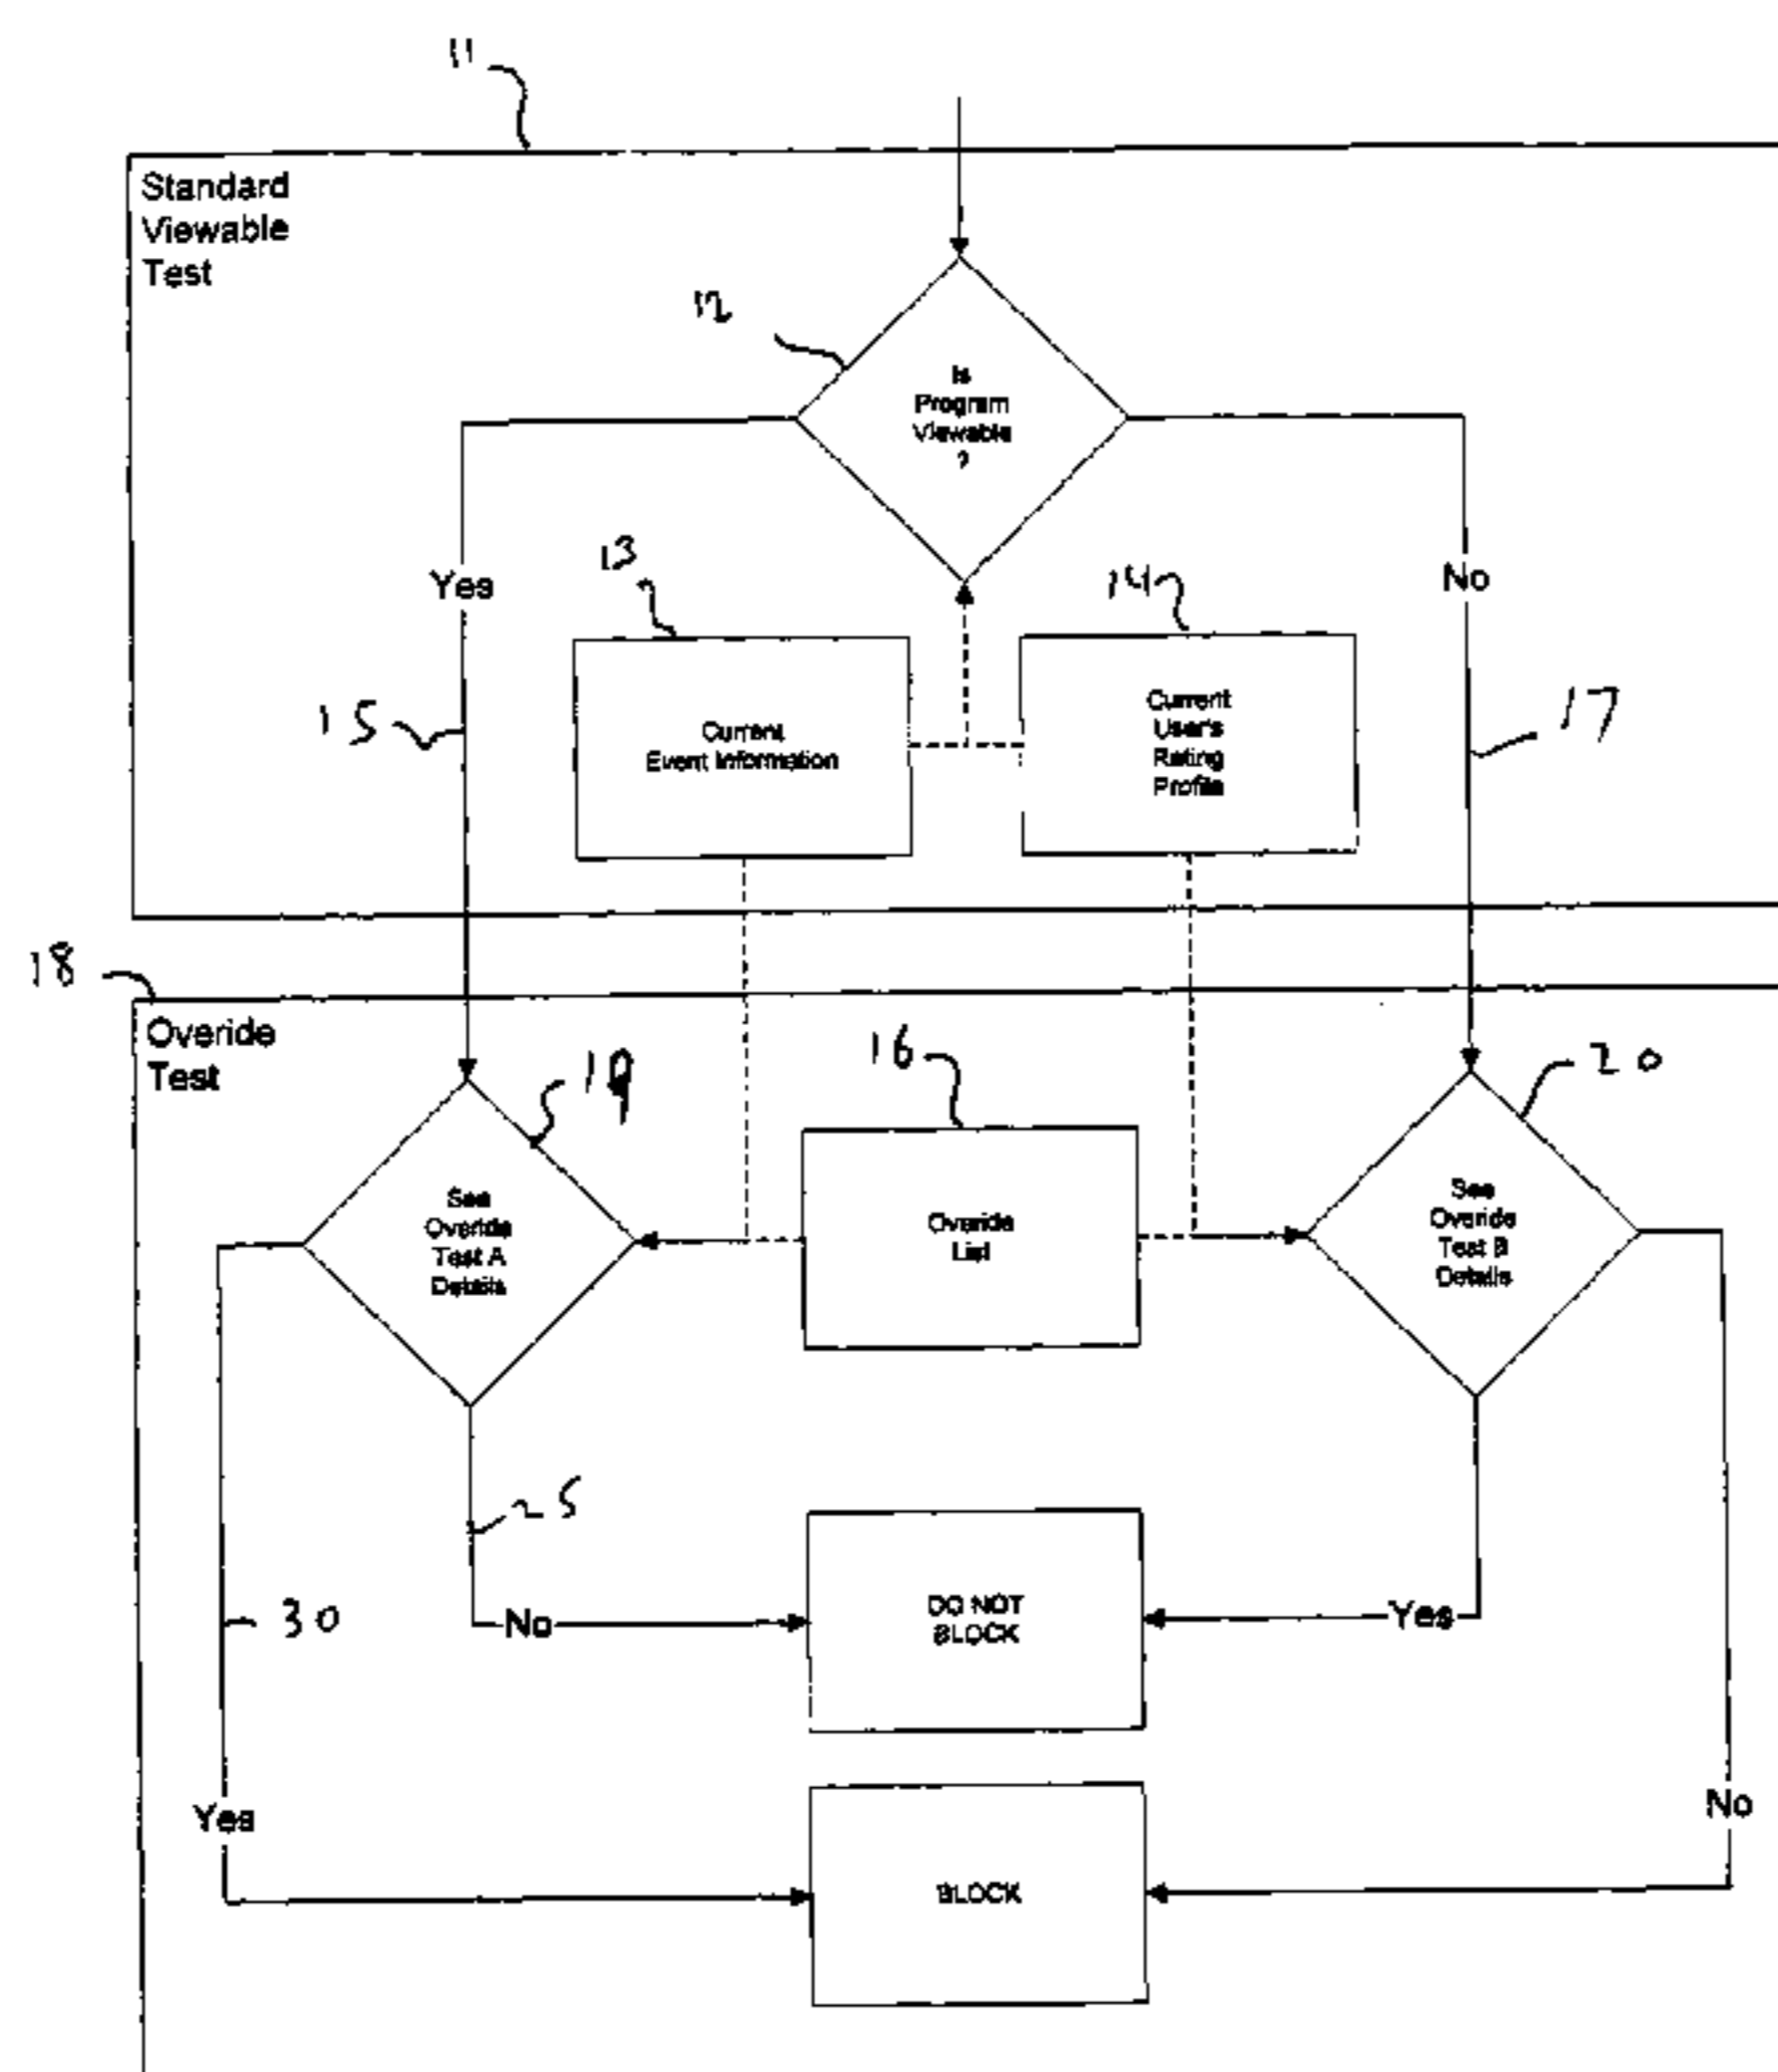 11
Standard
Viewable
Test
12
Is
Program
Viewable
?
Yes
13
14
No
15
Current
Event Information
Current
User's
Rating
Profile
17
18
Overide
Test
19
16
20
See
Overide
Test A
Details
Overide
List
See
Overide
Test B
Details
25
30
No
DO NOT
BLOCK
Yes
Yes
BLOCK
No